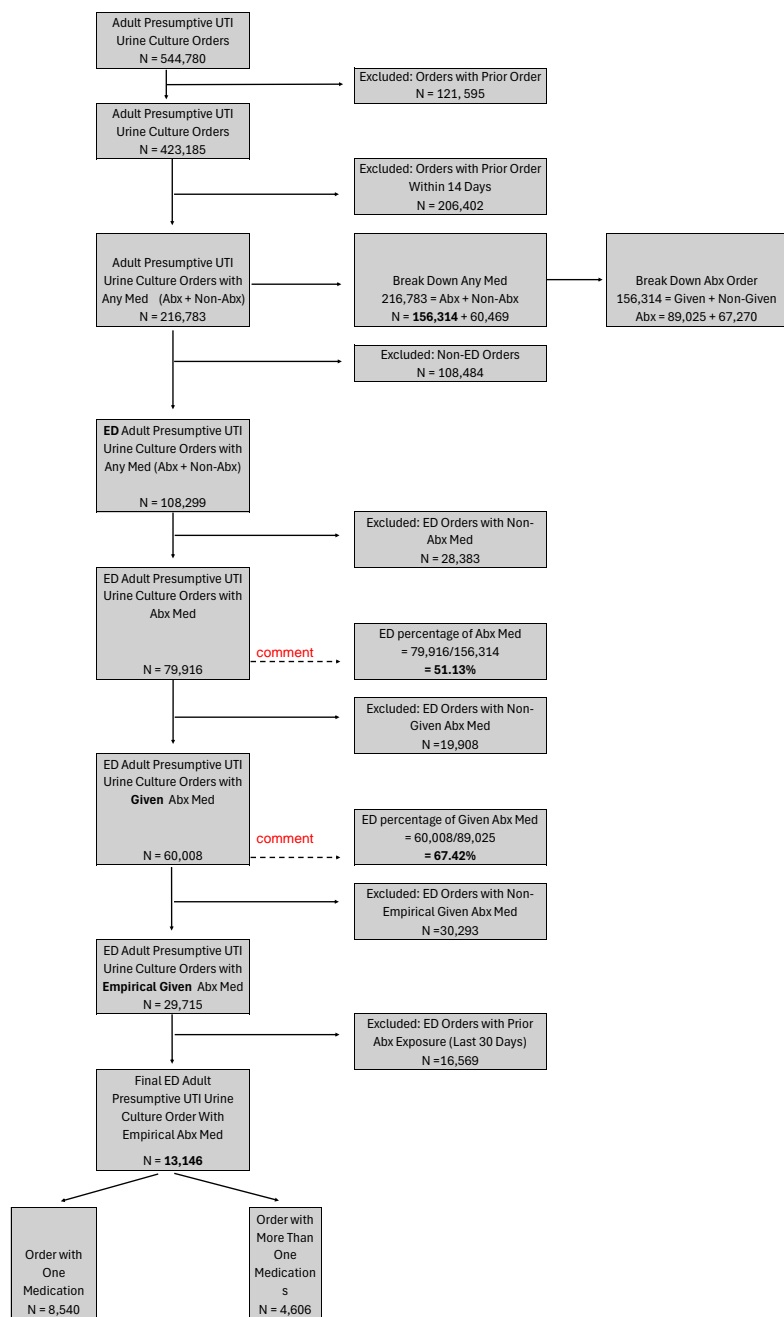 Adult Presumptive UTI
Urine Culture Orders
N = 544,780
Excluded: Orders with Prior Order
N = 121, 595
Adult Presumptive UTI
Urine Culture Orders
N = 423,185
Excluded: Orders with Prior Order
Within 14 Days
N = 206,402
Adult Presumptive UTI
Urine Culture Orders with
Any Med (Abx + Non-Abx)
N = 216,783
Break Down Any Med
216,783 = Abx + Non-Abx
N = 156,314 + 60,469
Break Down Abx Order
156,314 = Given + Non-Given
Abx = 89,025 + 67,270
Excluded: Non-ED Orders
N = 108,484
ED Adult Presumptive UTI
Urine Culture Orders with
Any Med (Abx + Non-Abx)
N = 108,299
Excluded: ED Orders with Non-
Abx Med
N = 28,383
ED Adult Presumptive UTI
Urine Culture Orders with
Abx Med
N = 79,916
comment
ED percentage of Abx Med
= 79,916/156,314
= 51.13%
Excluded: ED Orders with Non-
Given Abx Med
N =19,908
ED Adult Presumptive UTI
Urine Culture Orders with
Given Abx Med
N = 60,008
comment
ED percentage of Given Abx Med
= 60,008/89,025
= 67.42%
Excluded: ED Orders with Non-
Empirical Given Abx Med
N =30,293
ED Adult Presumptive UTI
Urine Culture Orders with
Empirical Given Abx Med
N = 29,715
Excluded: ED Orders with Prior
Abx Exposure (Last 30 Days)
N =16,569
Final ED Adult
Presumptive UTI Urine
Culture Order With
Empirical Abx Med
N = 13,146
Order with
One
Medication
N = 8,540
Order with
More Than
One
Medication
s
N = 4,606